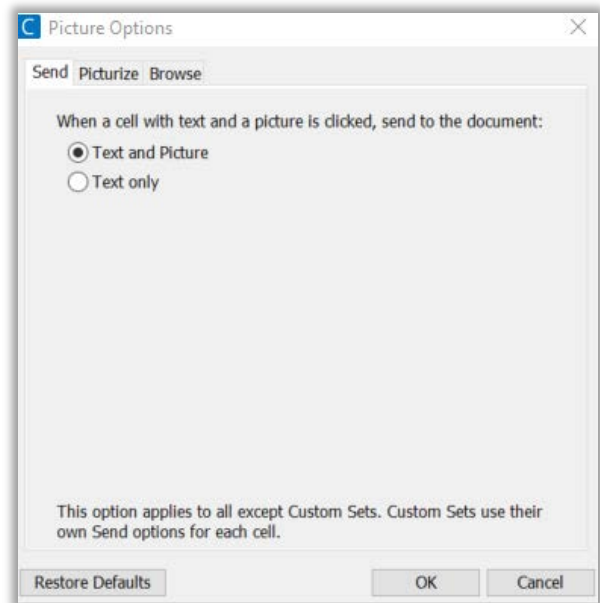 C Picture Options
Send Picturize Browse
When a cell with text and a picture is clicked, send to the document:
Text and Picture
Text only
This option applies to all except Custom Sets. Custom Sets use their
own Send options for each cell.
Restore Defaults OK Cancel